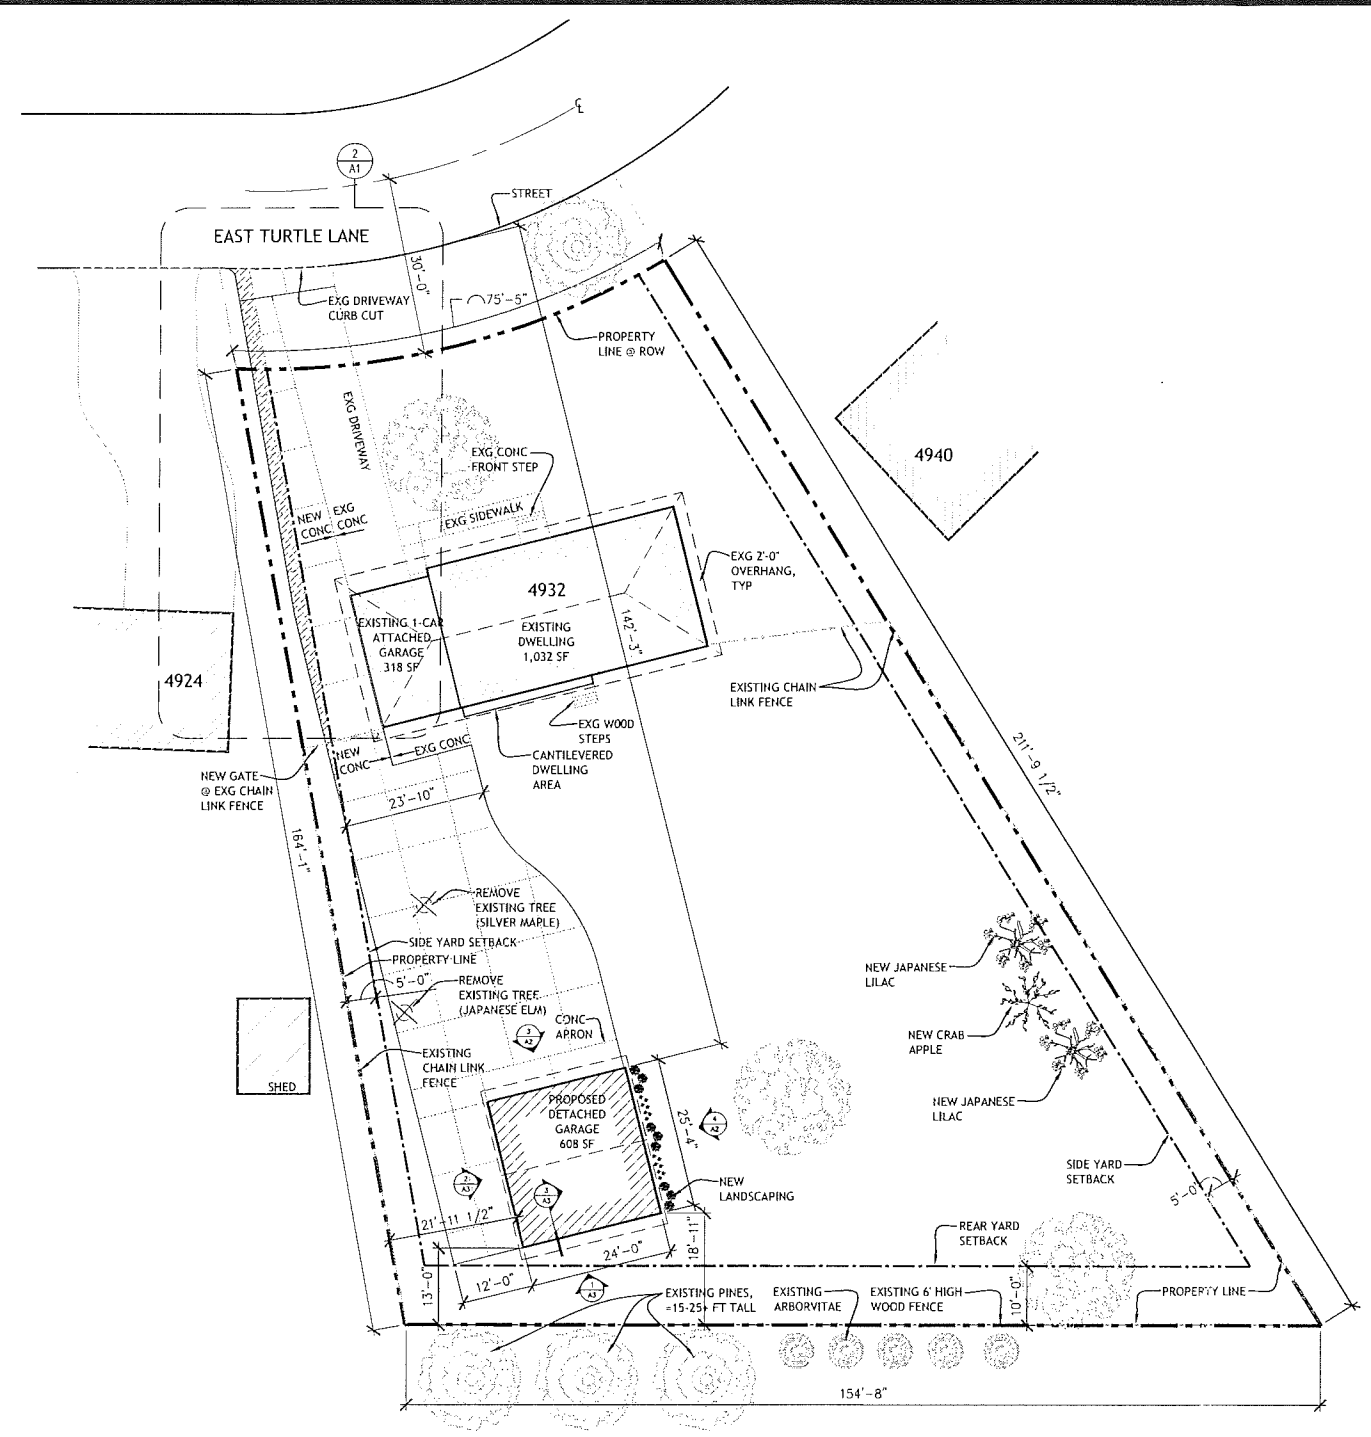 ℄
2
A1
STREET
EAST TURTLE LANE
30'-0"
75'-5"
EXG DRIVEWAY
CURB CUT
PROPERTY
LINE @ ROW
EXG DRIVEWAY
4940
EXG CONC
FRONT STEP
NEW
CONC
EXG
CONC
EXG SIDEWALK
EXG 2'-0"
OVERHANG,
TYP
4932
EXISTING 1-CAR
ATTACHED
GARAGE
318 SF
EXISTING
DWELLING
1,032 SF
142'-3"
4924
EXISTING CHAIN
LINK FENCE
EXG WOOD
STEPS
CANTILEVERED
DWELLING
AREA
NEW
CONC
EXG CONC
NEW GATE
@ EXG CHAIN
LINK FENCE
211'-9 1/2"
23'-10"
164'-1"
REMOVE
EXISTING TREE
(SILVER MAPLE)
SIDE YARD SETBACK
PROPERTY LINE
5'-0"
REMOVE
EXISTING TREE
(JAPANESE ELM)
NEW JAPANESE
LILAC
CONC
APRON
3
A2
NEW CRAB
APPLE
EXISTING
CHAIN LINK
FENCE
SHED
PROPOSED
DETACHED
GARAGE
608 SF
25'-4"
4
A2
NEW JAPANESE
LILAC
SIDE YARD
SETBACK
5'-0"
2
A3
3
A3
NEW
LANDSCAPING
21'-11 1/2"
18'-11"
REAR YARD
SETBACK
24'-0"
12'-0"
13'-0"
1
A3
EXISTING PINES,
=15-25+ FT TALL
EXISTING
ARBORVITAE
EXISTING 6' HIGH
WOOD FENCE
10'-0"
PROPERTY LINE
154'-8"